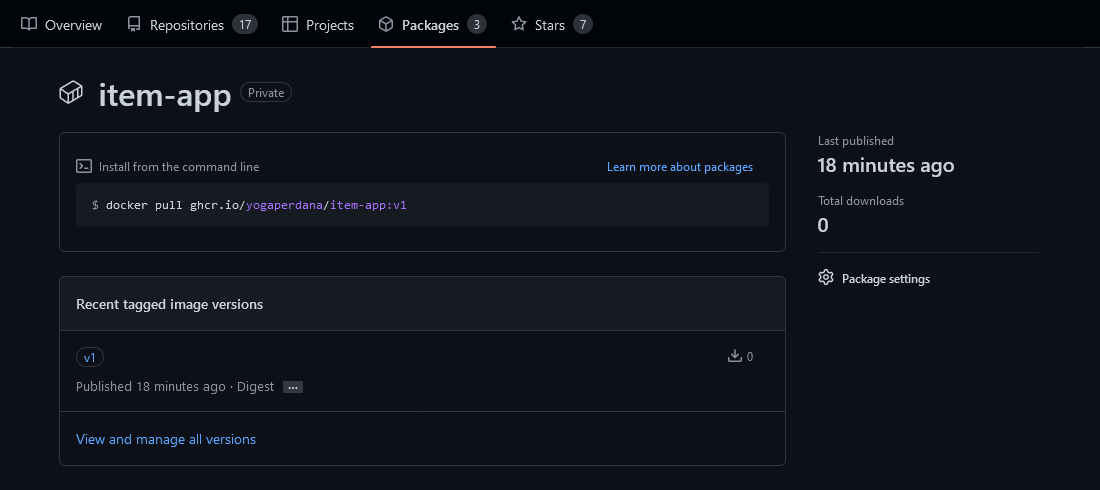 Overview Repositories 17 Projects Packages 3 Stars 7
item-app Private
Install from the command line Learn more about packages
$ docker pull ghcr.io/yogaperdana/item-app:v1
Last published
18 minutes ago
Total downloads
0
Package settings
Recent tagged image versions
v1 0
Published 18 minutes ago · Digest ...
View and manage all versions